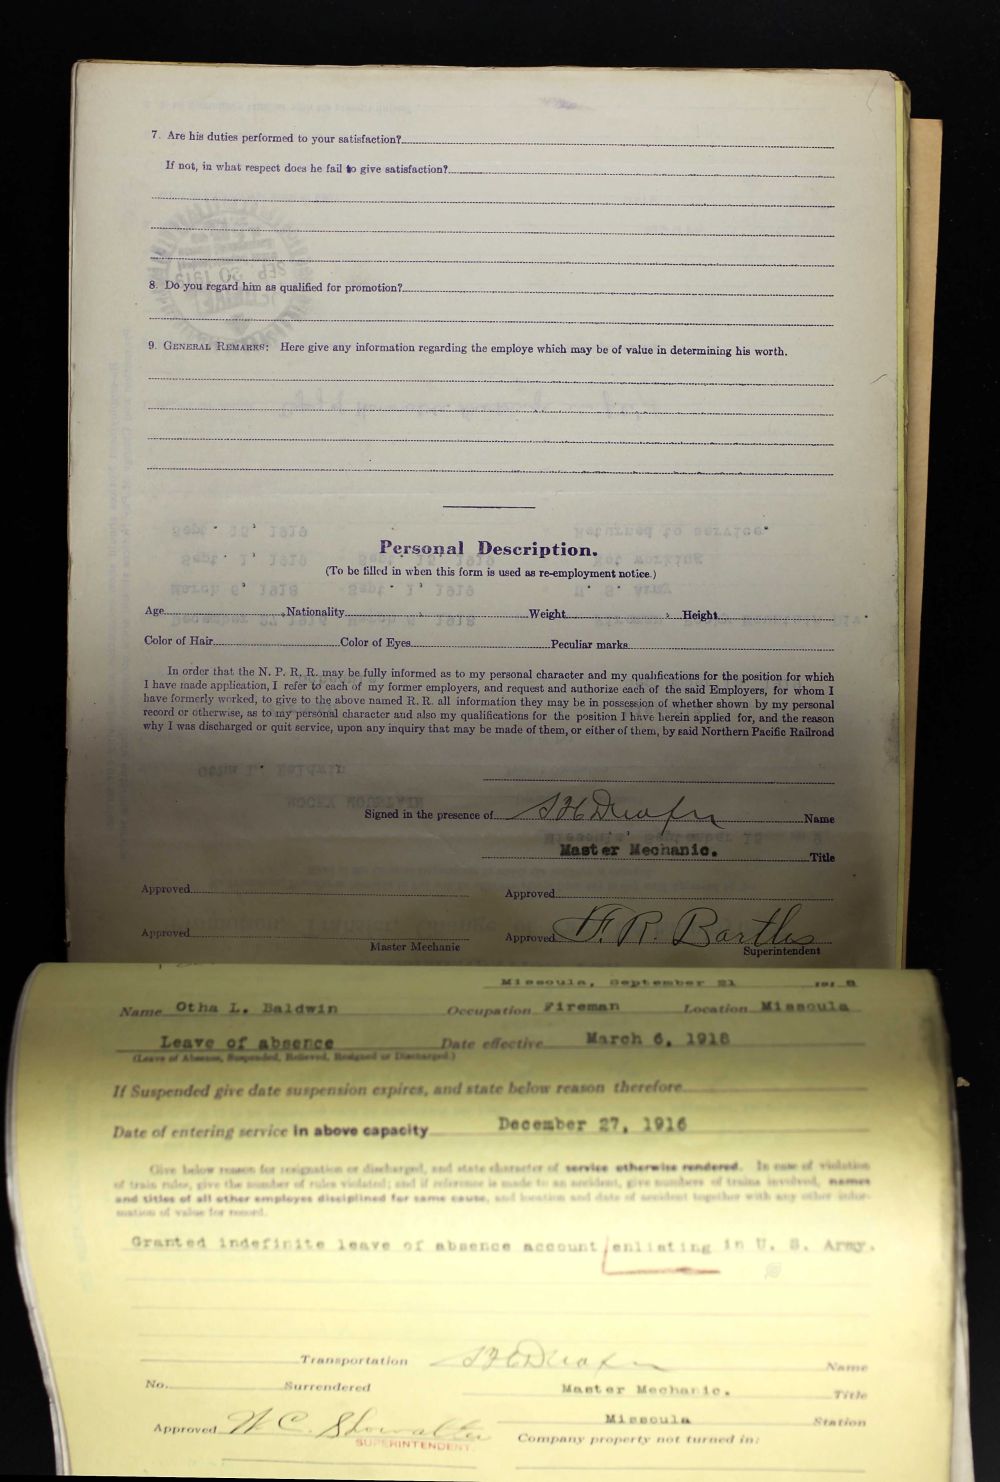 7. Are his duties performed to your satisfaction?
If not, in what respect does he fail to give satisfaction?
8. Do you regard him as qualified for promotion?
9. GENERAL REMARKS: Here give any information regarding the employe which may be of value in determining his worth.
Personal Description.
(To be filled in when this form is used as re-employment notice.)
Age Nationality Weight Height
Color of Hair Color of Eyes Peculiar marks
In order that the N. P. R. R. may be fully informed as to my personal character and my qualifications for the position for which
I have made application, I refer to each of my former employers, and request and authorize each of the said Employers, for whom I
have formerly worked, to give to the above named R. R. all information they may be in possession of whether shown by my personal
record or otherwise, as to my personal character and also my qualifications for the position I have herein applied for, and the reason
why I was discharged or quit service, upon any inquiry that may be made of them, or either of them, by said Northern Pacific Railroad
Signed in the presence of Name
Master Mechanic. Title
Approved Approved
Approved Master Mechanic Approved F. R. Bartles Superintendent
Missoula, September 21 191 8
Name Otha L. Baldwin Occupation Fireman Location Missoula
Leave of absence Date effective March 6, 1918
(Leave of Absence, Suspended, Relieved, Resigned or Discharged.)
If Suspended give date suspension expires, and state below reason therefore
Date of entering service in above capacity December 27, 1916
Give below reason for resignation or discharged, and state character of service otherwise rendered. In case of violation
of train rules, give the number of rules violated; and if reference is made to an accident, give numbers of trains involved, names
and titles of all other employes disciplined for same cause, and location and date of accident together with any other infor-
mation of value for record.
Granted indefinite leave of absence account enlisting in U. S. Army.
Transportation Name
No. Surrendered Master Mechanic. Title
Missoula Station
Approved W. C. Showalter
SUPERINTENDENT.
Company property not turned in: